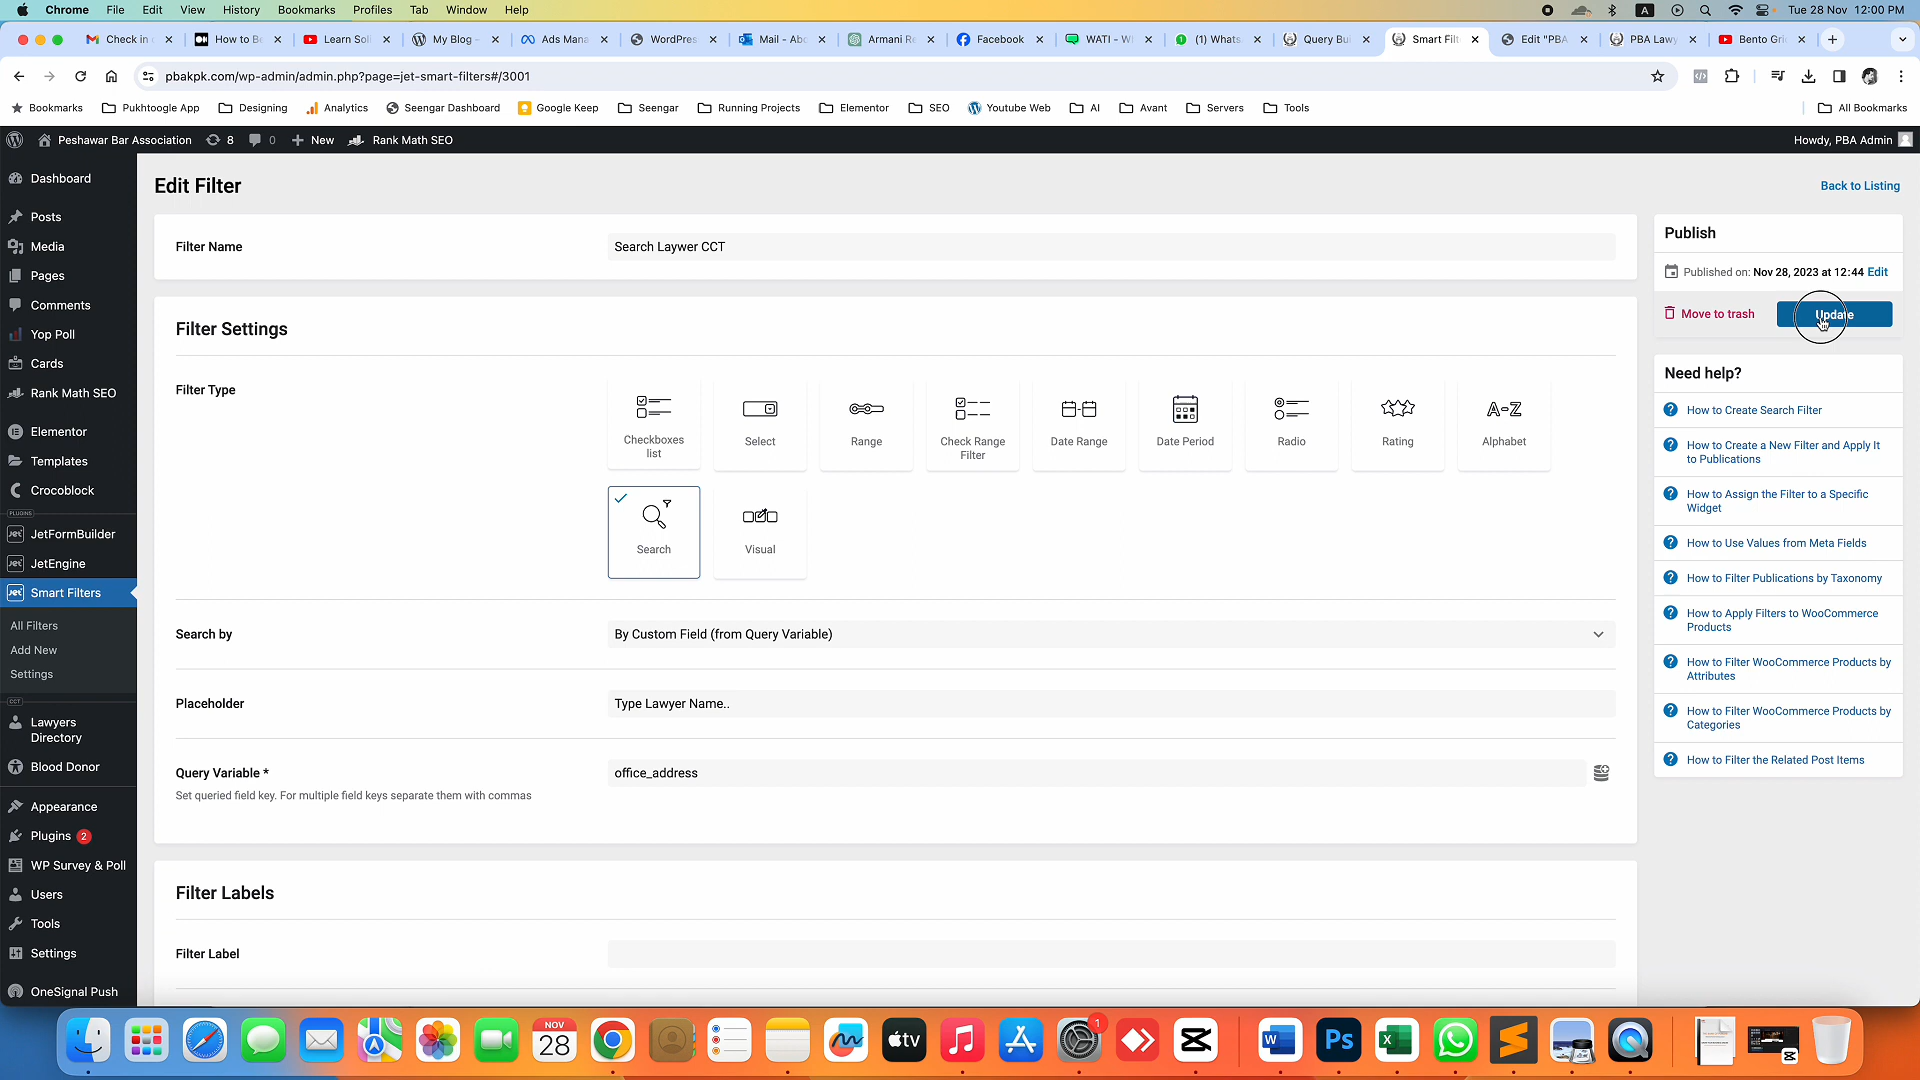 Chrome File Edit View History Bookmarks Profiles Tab Window Help
A
Tue 28 Nov 12:00 PM
Check in
How to B
Learn Sol
My Blog -
Ads Mana
WordPres
Mail - Abo
Armani R
Facebook
WATI - W
(1) Whats
Query Bu
Smart Filt
Edit "PBA
PBA Lawy
Bento Gri
pbakpk.com/wp-admin/admin.php?page=jet-smart-filters#/3001
Bookmarks
Pukhtoogle App
Designing
Analytics
Seengar Dashboard
Google Keep
Seengar
Running Projects
Elementor
SEO
Youtube Web
AI
Avant
Servers
Tools
All Bookmarks
Peshawar Bar Association
8
0
New
Rank Math SEO
Howdy, PBA Admin
Dashboard
Posts
Media
Pages
Comments
Yop Poll
Cards
Rank Math SEO
Elementor
Templates
Crocoblock
PLUGINS
JetFormBuilder
JetEngine
Smart Filters
All Filters
Add New
Settings
CCT
Lawyers
Directory
Blood Donor
Appearance
Plugins 2
WP Survey & Poll
Users
Tools
Settings
OneSignal Push
Edit Filter
Back to Listing
Filter Name
Search Laywer CCT
Filter Settings
Filter Type
Checkboxes
list
Select
Range
Check Range
Filter
Date Range
Date Period
Radio
A-Z
Rating
Alphabet
Search
Visual
Search by
By Custom Field (from Query Variable)
Placeholder
Type Lawyer Name..
Query Variable *
Set queried field key. For multiple field keys separate them with commas
office_address
Filter Labels
Filter Label
Publish
Published on: Nov 28, 2023 at 12:44 Edit
Move to trash
Update
Need help?
How to Create Search Filter
How to Create a New Filter and Apply It
to Publications
How to Assign the Filter to a Specific
Widget
How to Use Values from Meta Fields
How to Filter Publications by Taxonomy
How to Apply Filters to WooCommerce
Products
How to Filter WooCommerce Products by
Attributes
How to Filter WooCommerce Products by
Categories
How to Filter the Related Post Items
NOV
28
tv
1
W
Ps
X